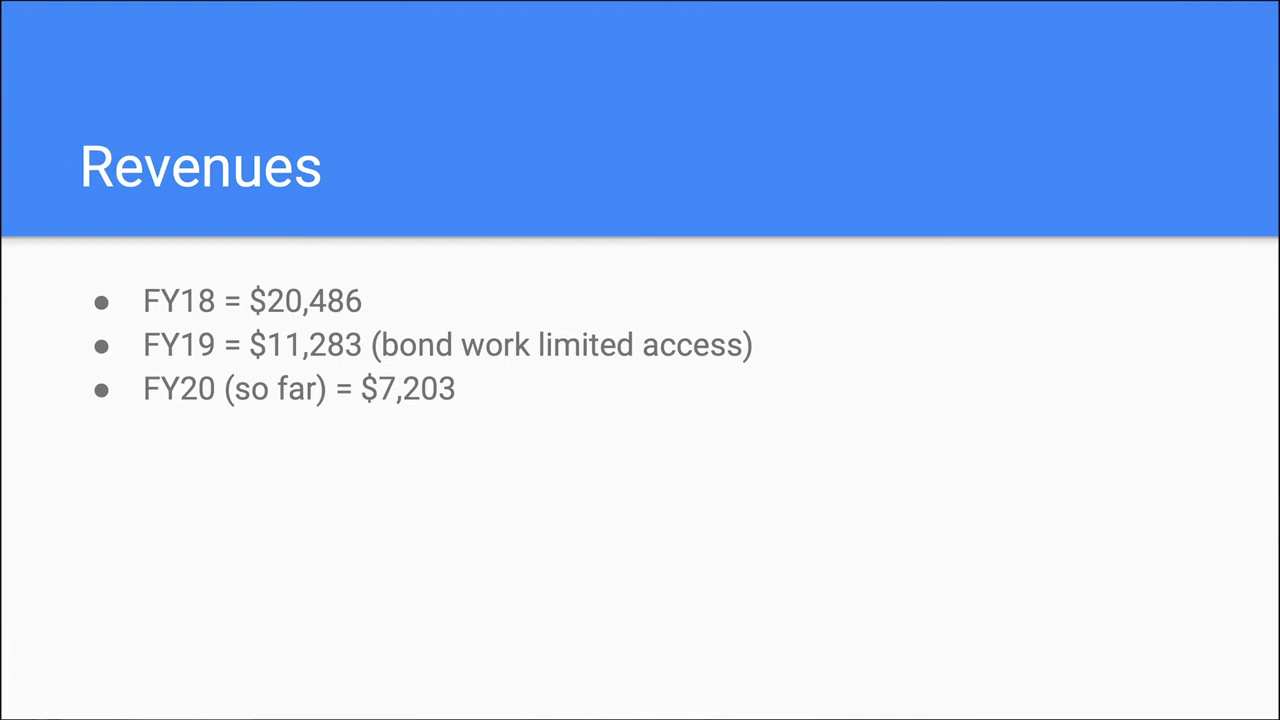 Revenues
● FY18 = $20,486
● FY19 = $11,283 (bond work limited access)
● FY20 (so far) = $7,203